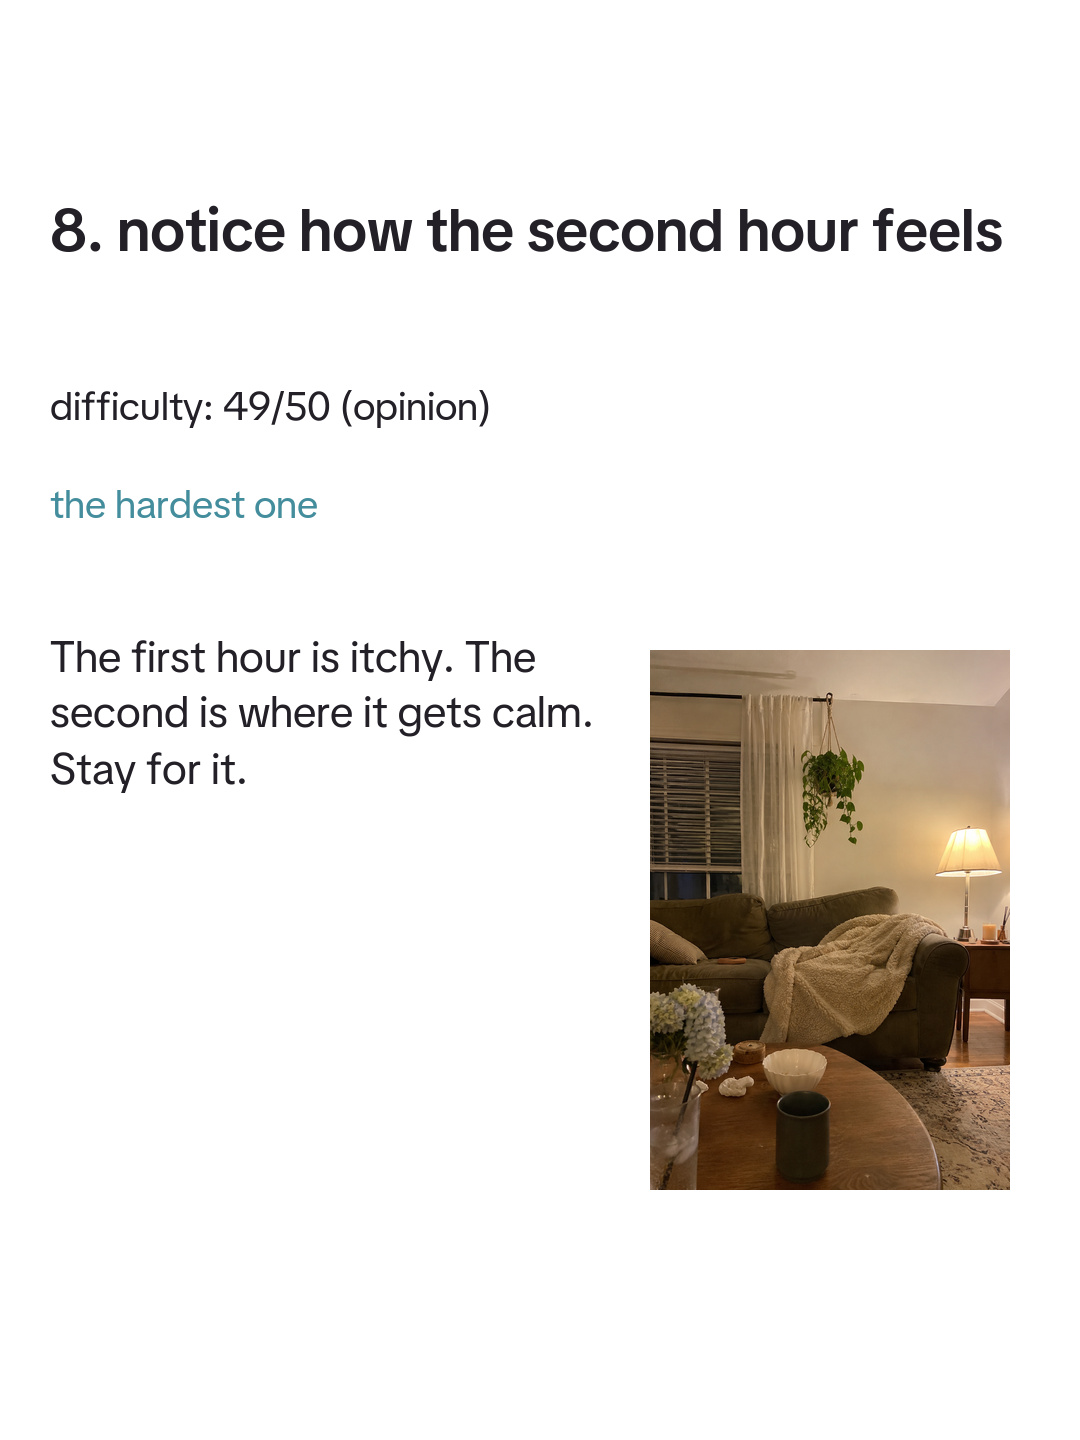 8. notice how the second hour feels
difficulty: 49/50 (opinion)
the hardest one
The first hour is itchy. The
second is where it gets calm.
Stay for it.